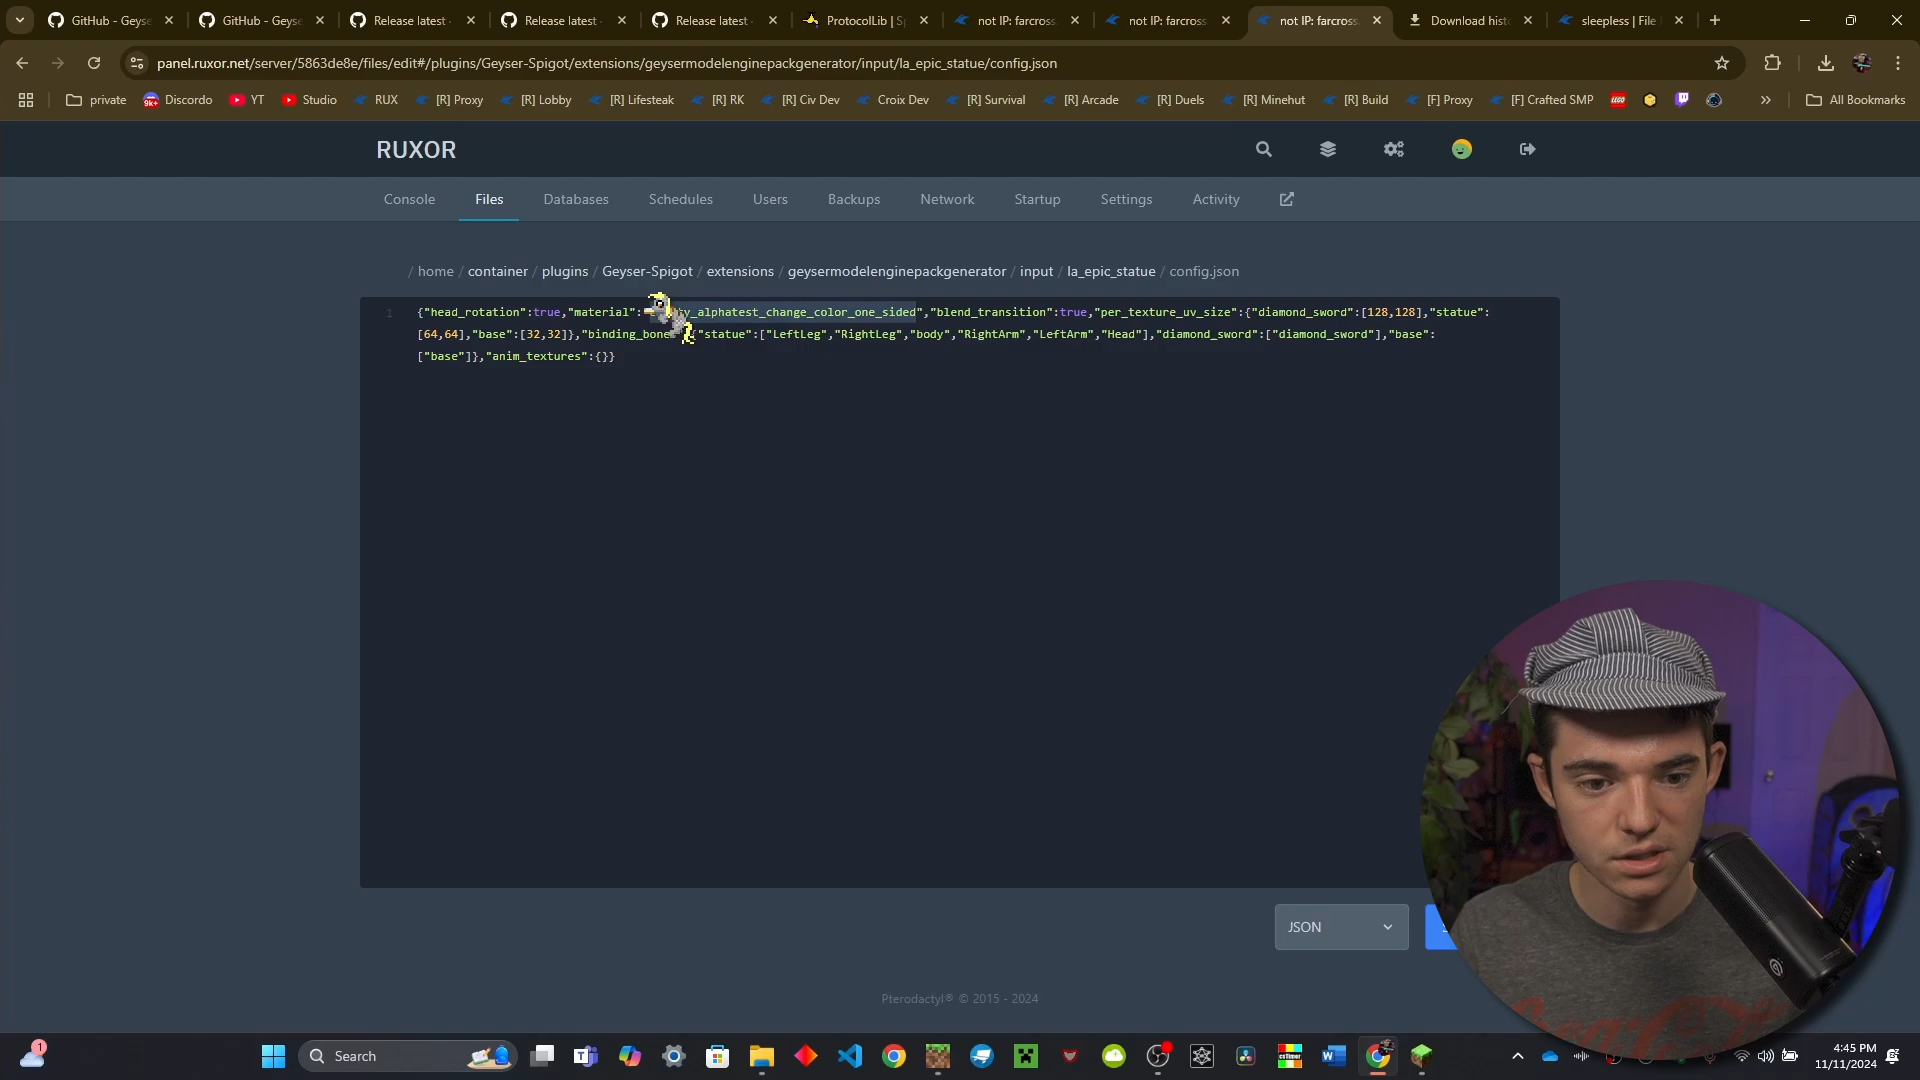 GitHub - Geyse
GitHub - Geyse
Release latest
Release latest
Release latest
ProtocolLib | S
not IP: farcross
not IP: farcross
not IP: farcross
Download hist
sleepless | File
panel.ruxor.net/server/5863de8e/files/edit#/plugins/Geyser-Spigot/extensions/geysermodelenginepackgenerator/input/la_epic_statue/config.json
private
9k+
Discordo
YT
Studio
RUX
[R] Proxy
[R] Lobby
[R] Lifesteak
[R] RK
[R] Civ Dev
Croix Dev
[R] Survival
[R] Arcade
[R] Duels
[R] Minehut
[R] Build
[F] Proxy
[F] Crafted SMP
All Bookmarks
RUXOR
Console
Files
Databases
Schedules
Users
Backups
Network
Startup
Settings
Activity
/ home / container / plugins / Geyser-Spigot / extensions / geysermodelenginepackgenerator / input / la_epic_statue / config.json
1
{"head_rotation":true,"material": y_alphatest_change_color_one_sided","blend_transition":true,"per_texture_uv_size":{"diamond_sword":[128,128],"statue":
[64,64],"base":[32,32]},"binding_bone {"statue":["LeftLeg","RightLeg","body","RightArm","LeftArm","Head"],"diamond_sword":["diamond_sword"],"base":
["base"]},"anim_textures":{}}
JSON
Pterodactyl® © 2015 - 2024
1
Search
4:45 PM
11/11/2024